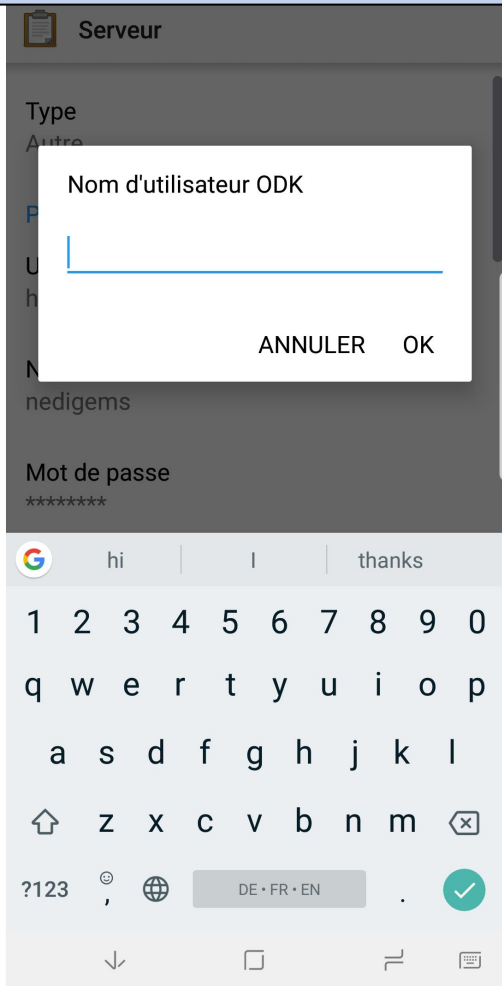 Serveur
Type
Autre
Nom d'utilisateur ODK
P
U
h
ANNULER OK
N
nedigems
Mot de passe
********
G hi I thanks
1 2 3 4 5 6 7 8 9 0
q w e r t y u i o p
a s d f g h j k l
z x c v b n m
?123 , DE • FR • EN .